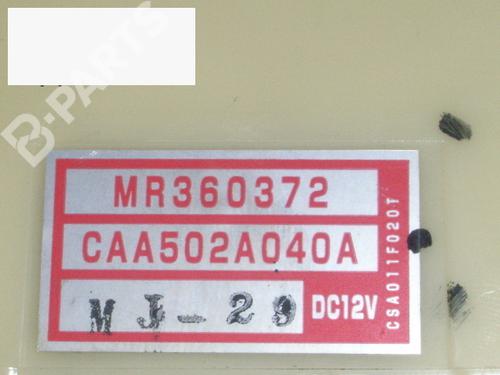 B-PARTS
MR360372
CAA502A040A
MJ-29 DC12V
CSA011F020T